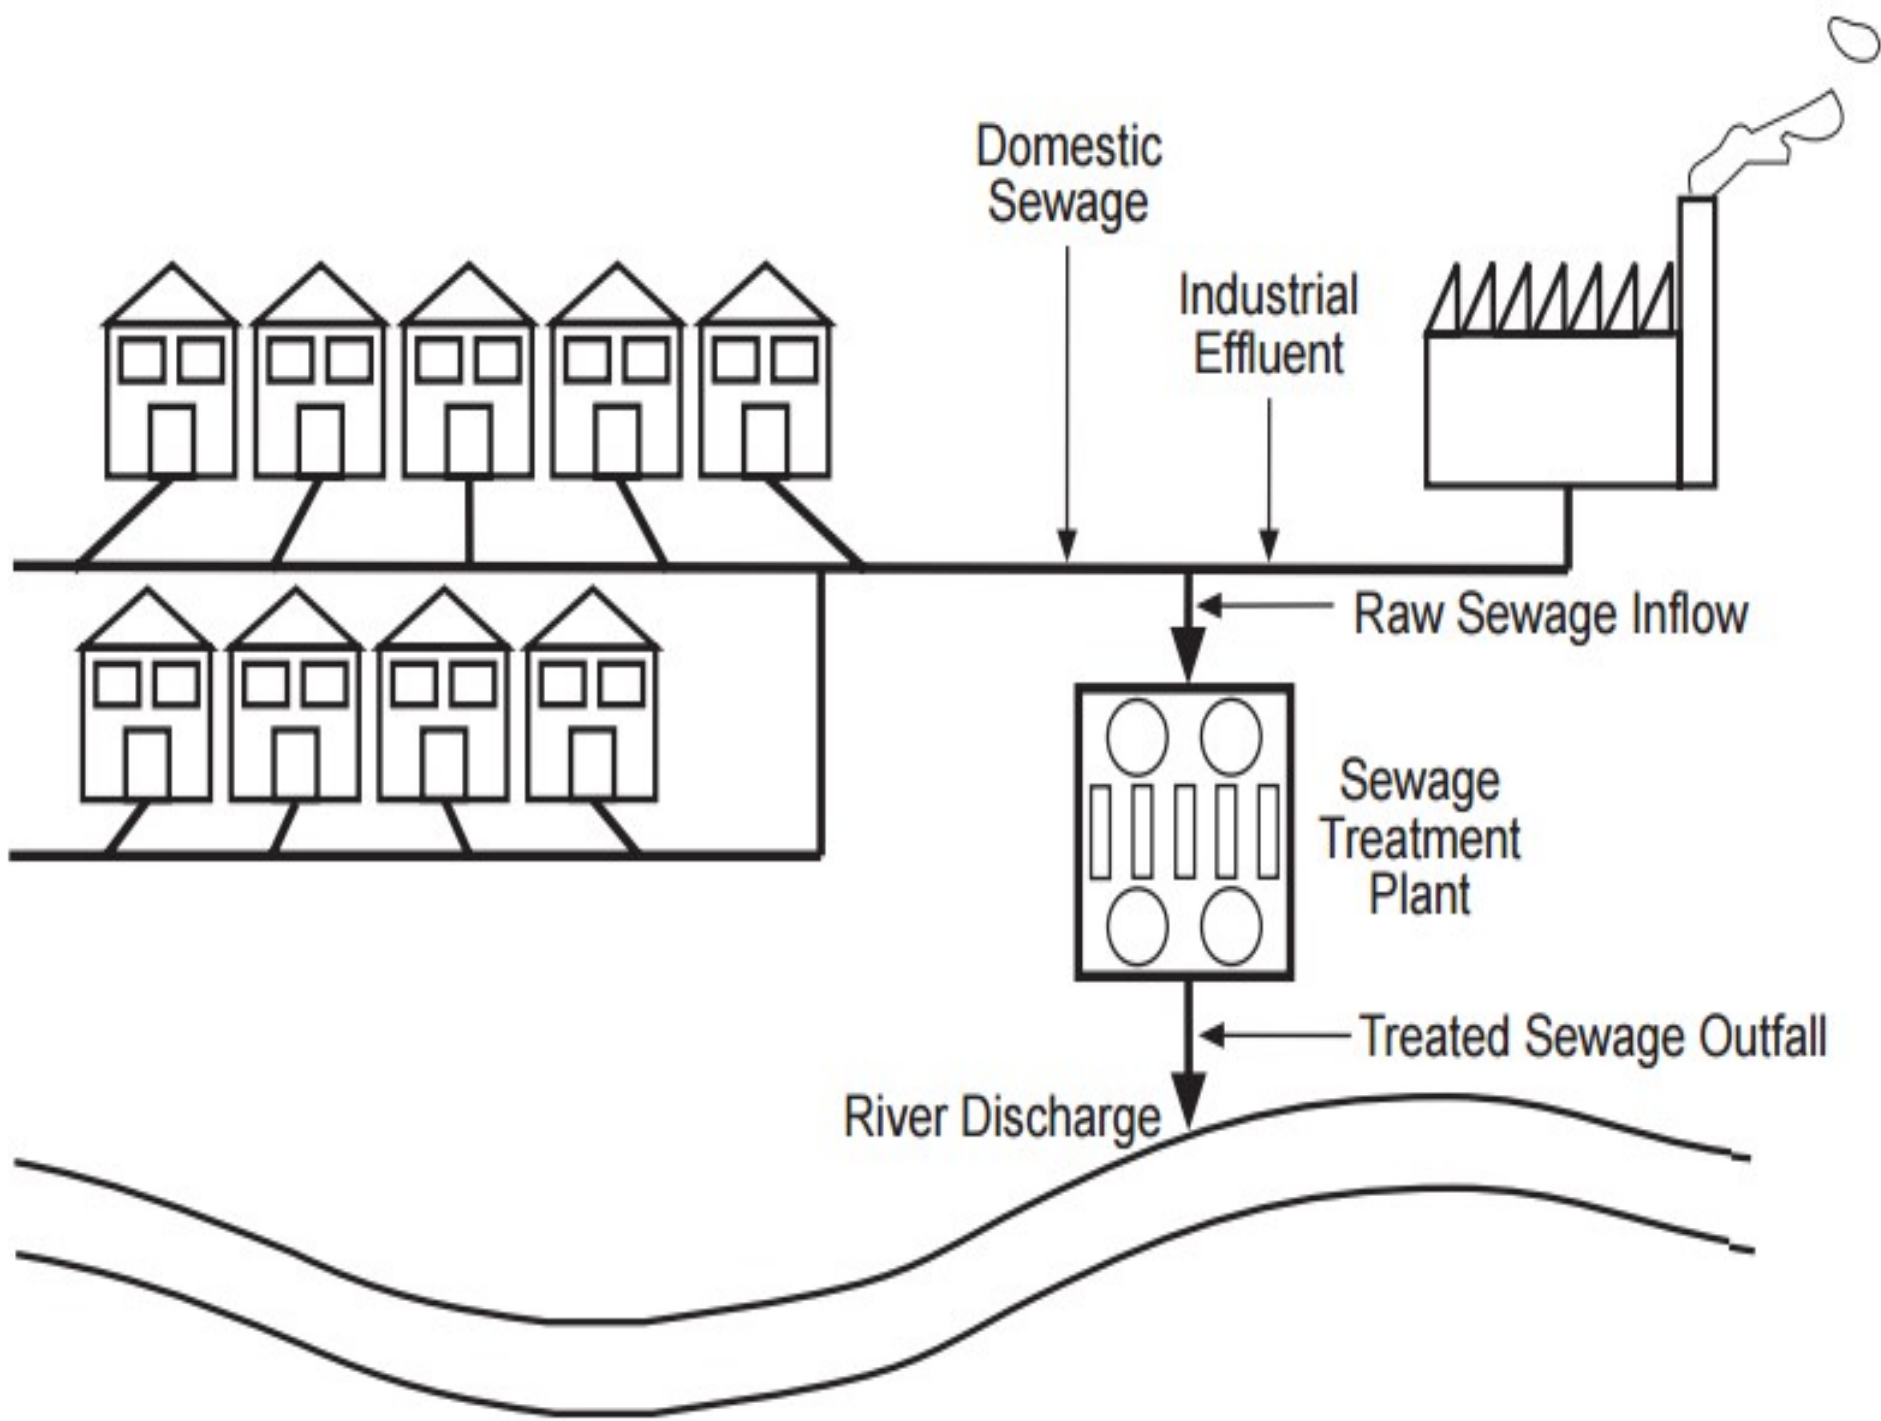 Domestic
Sewage
Industrial
Effluent
Raw Sewage Inflow
Sewage
Treatment
Plant
Treated Sewage Outfall
River Discharge